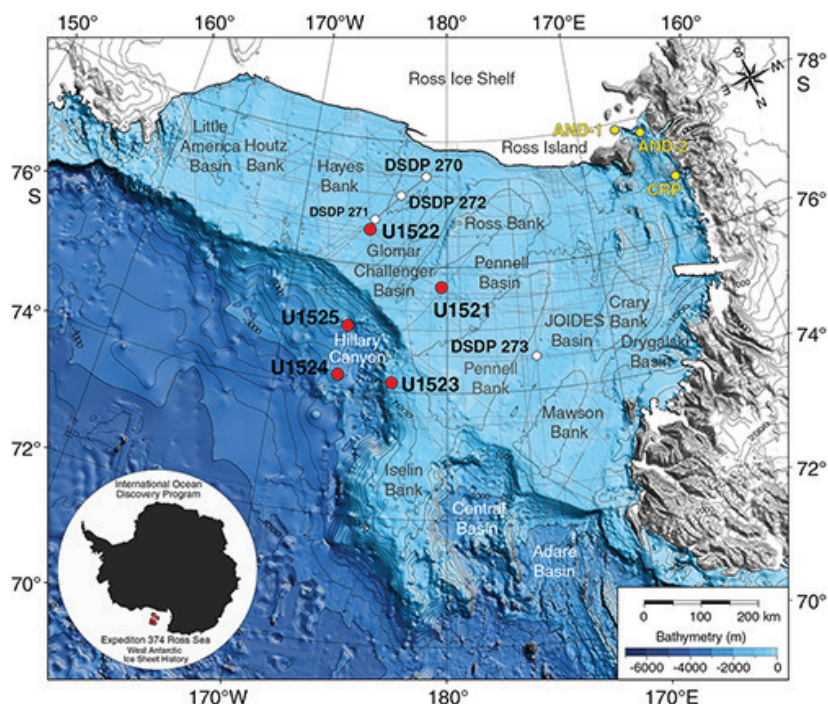 150°
160°W
170°W
180°
170°E
160°
78°
S
Ross Ice Shelf
AND-1
Ross Island
AND-2
CRP
Little
America
Basin
Houtz
Bank
Hayes
Bank
DSDP 270
DSDP 272
DSDP 271
U1522
Ross Bank
76°
S
76°
Glomar
Challenger
Basin
Pennell
Basin
U1521
Crary
Bank
JOIDES
Basin
Drygalski
Basin
74°
74°
U1525
Hillary
Canyon
U1524
U1523
DSDP 273
Pennell
Bank
Mawson
Bank
72°
72°
Iselin
Bank
Central
Basin
Adare
Basin
International Ocean
Discovery Program
Expediton 374 Ross Sea
West Antarctic
Ice Sheet History
70°
70°
0 100 200 km
Bathymetry (m)
-6000 -4000 -2000 0
170°W
180°
170°E